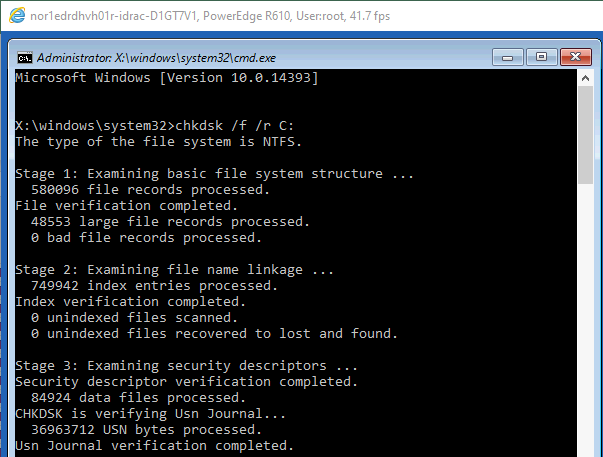 nor1edrdhvh01r-idrac-D1GT7V1, PowerEdge R610, User:root, 41.7 fps
Administrator: X:\windows\system32\cmd.exe
Microsoft Windows [Version 10.0.14393]
X:\windows\system32>chkdsk /f /r C:
The type of the file system is NTFS.
Stage 1: Examining basic file system structure ...
580096 file records processed.
File verification completed.
48553 large file records processed.
0 bad file records processed.
Stage 2: Examining file name linkage ...
749942 index entries processed.
Index verification completed.
0 unindexed files scanned.
0 unindexed files recovered to lost and found.
Stage 3: Examining security descriptors ...
Security descriptor verification completed.
84924 data files processed.
CHKDSK is verifying Usn Journal...
36963712 USN bytes processed.
Usn Journal verification completed.